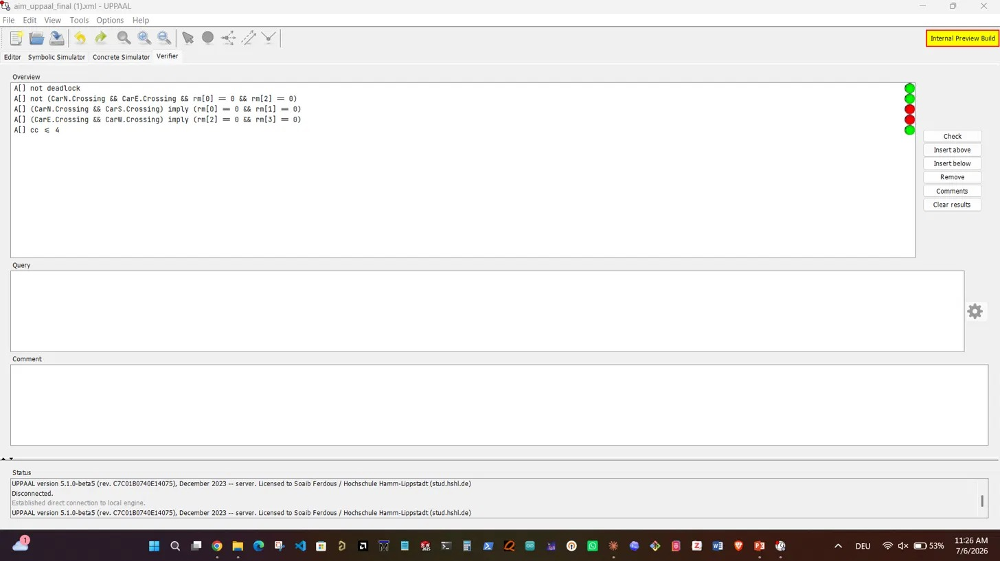 aim_uppaal_final (1).xml - UPPAAL
File Edit View Tools Options Help
Internal Preview Build
Editor Symbolic Simulator Concrete Simulator Verifier
Overview
A[] not deadlock
A[] not (CarN.Crossing && CarE.Crossing && rm[0] == 0 && rm[2] == 0)
A[] (CarN.Crossing && CarS.Crossing) imply (rm[0] == 0 && rm[1] == 0)
A[] (CarE.Crossing && CarW.Crossing) imply (rm[2] == 0 && rm[3] == 0)
A[] cc ⩽ 4
Check
Insert above
Insert below
Remove
Comments
Clear results
Query
Comment
Status
UPPAAL version 5.1.0-beta5 (rev. C7C01B0740E14075), December 2023 -- server. Licensed to Soaib Ferdous / Hochschule Hamm-Lippstadt (stud.hshl.de)
Disconnected.
Established direct connection to local engine.
UPPAAL version 5.1.0-beta5 (rev. C7C01B0740E14075), December 2023 -- server. Licensed to Soaib Ferdous / Hochschule Hamm-Lippstadt (stud.hshl.de)
1
DEU
53%
11:26 AM
7/6/2026